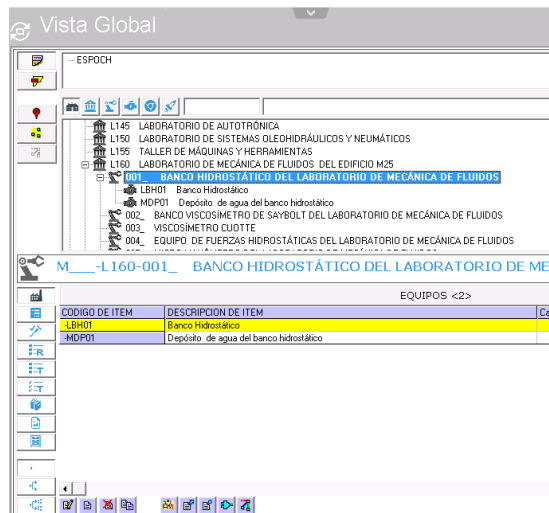 Vista Global
ESPOCH
L145 LABORATORIO DE AUTOTRÓNICA
L150 LABORATORIO DE SISTEMAS OLEOHIDRÁULICOS Y NEUMÁTICOS
L155 TALLER DE MÁQUINAS Y HERRAMIENTAS
L160 LABORATORIO DE MECÁNICA DE FLUIDOS DEL EDIFICIO M25
001_ BANCO HIDROSTÁTICO DEL LABORATORIO DE MECÁNICA DE FLUIDOS
LBH01 Banco Hidrostático
MDP01 Depósito de agua del banco hidrostático
002_ BANCO VISCOSÍMETRO DE SAYBOLT DEL LABORATORIO DE MECÁNICA DE FLUIDOS
003_ VISCOSÍMETRO CUOTTE
004_ EQUIPO DE FUERZAS HIDROSTÁTICAS DEL LABORATORIO DE MECÁNICA DE FLUIDOS
M___-L160-001_ BANCO HIDROSTÁTICO DEL LABORATORIO DE ME
EQUIPOS <2>
CODIGO DE ITEM DESCRIPCION DE ITEM Ca
-LBH01 Banco Hidrostático
-MDP01 Depósito de agua del banco hidrostático